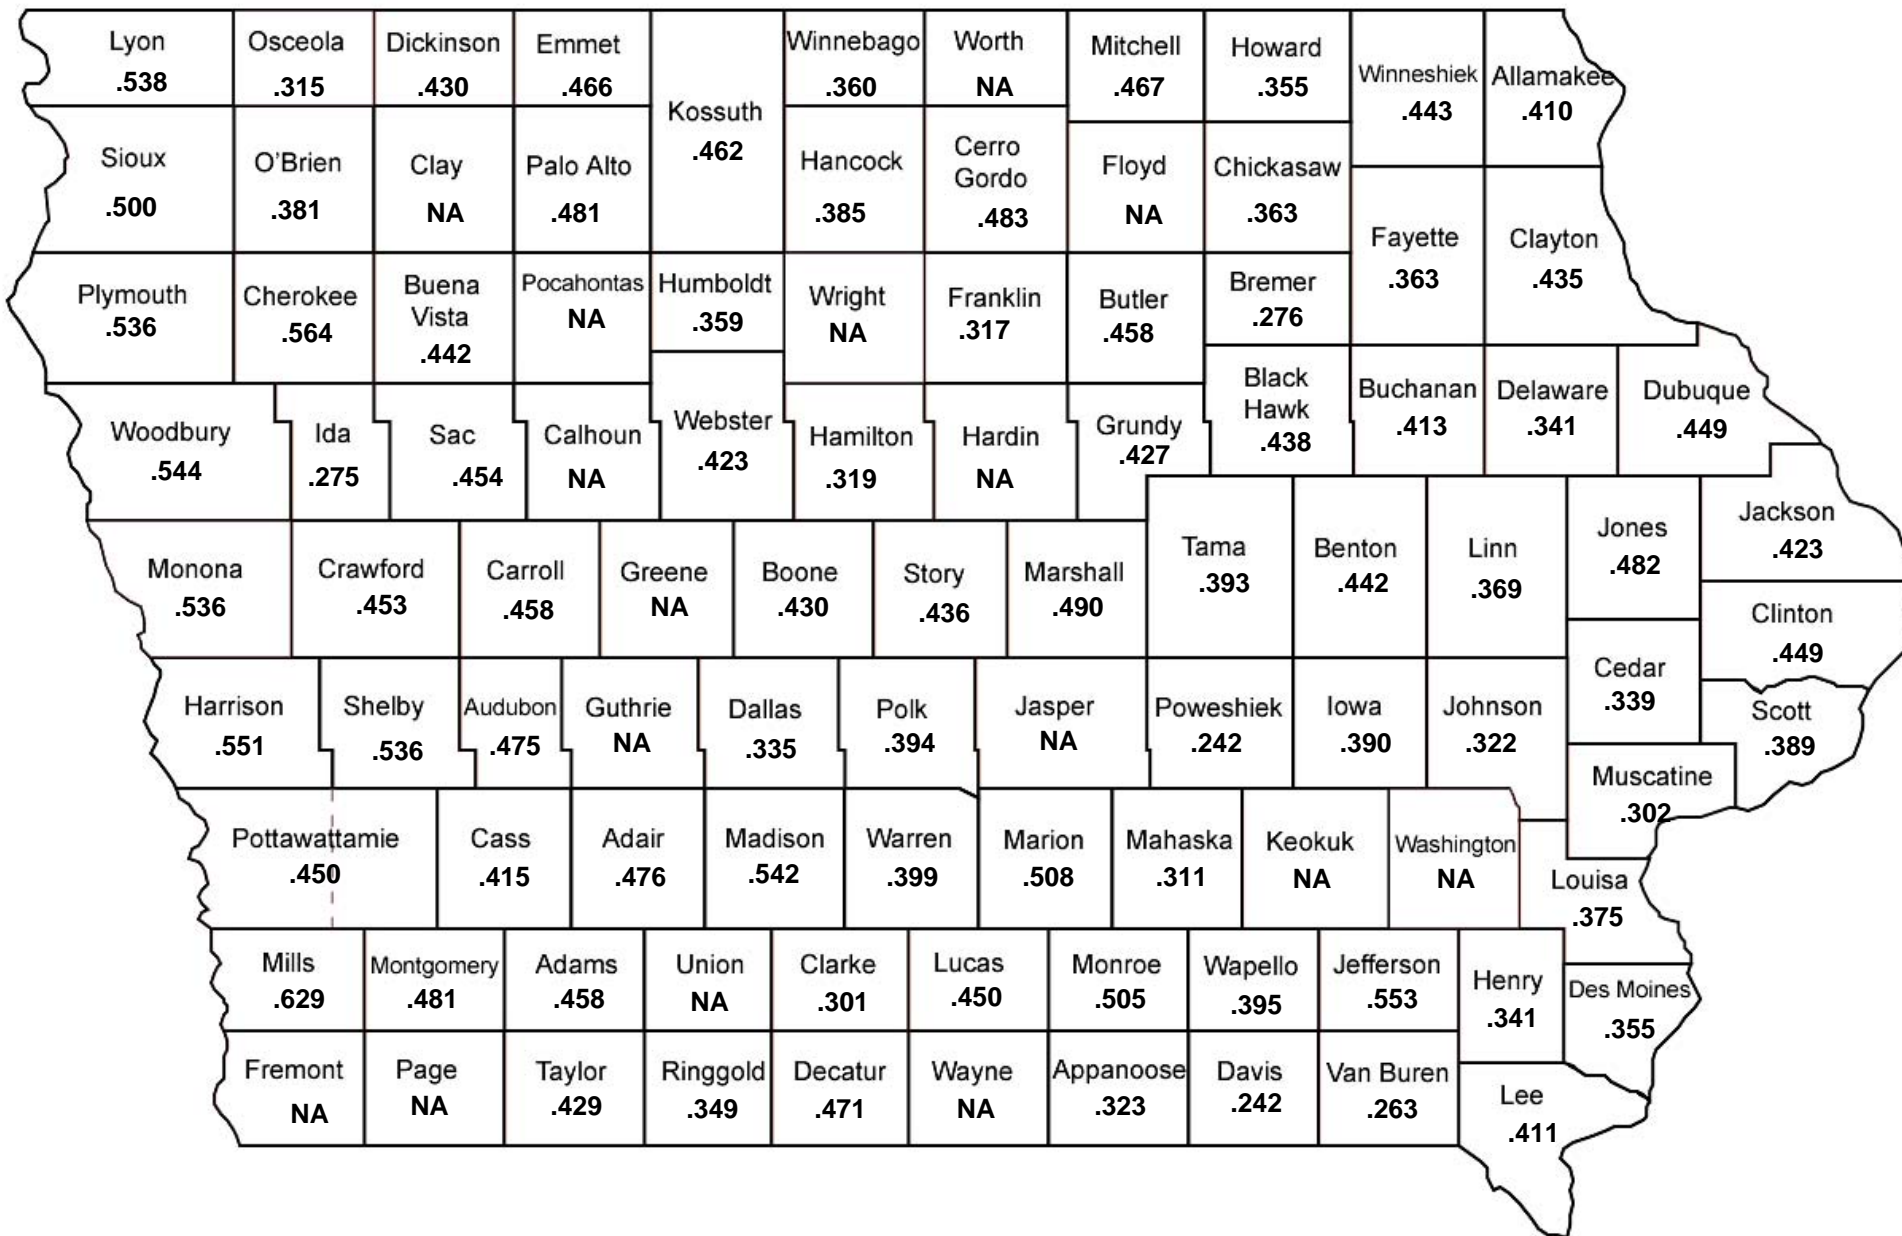 Lyon
.538
Osceola
.315
Dickinson
.430
Emmet
.466
Kossuth
.462
Winnebago
.360
Worth
NA
Mitchell
.467
Howard
.355
Winneshiek
.443
Allamakee
.410
Sioux
.500
O'Brien
.381
Clay
NA
Palo Alto
.481
Hancock
.385
Cerro
Gordo
.483
Floyd
NA
Chickasaw
.363
Fayette
.363
Clayton
.435
Plymouth
.536
Cherokee
.564
Buena
Vista
.442
Pocahontas
NA
Humboldt
.359
Wright
NA
Franklin
.317
Butler
.458
Bremer
.276
Woodbury
.544
Ida
.275
Sac
.454
Calhoun
NA
Webster
.423
Hamilton
.319
Hardin
NA
Grundy
.427
Black
Hawk
.438
Buchanan
.413
Delaware
.341
Dubuque
.449
Monona
.536
Crawford
.453
Carroll
.458
Greene
NA
Boone
.430
Story
.436
Marshall
.490
Tama
.393
Benton
.442
Linn
.369
Jones
.482
Jackson
.423
Clinton
.449
Harrison
.551
Shelby
.536
Audubon
.475
Guthrie
NA
Dallas
.335
Polk
.394
Jasper
NA
Poweshiek
.242
Iowa
.390
Johnson
.322
Cedar
.339
Scott
.389
Muscatine
.302
Pottawattamie
.450
Cass
.415
Adair
.476
Madison
.542
Warren
.399
Marion
.508
Mahaska
.311
Keokuk
NA
Washington
NA
Louisa
.375
Mills
.629
Montgomery
.481
Adams
.458
Union
NA
Clarke
.301
Lucas
.450
Monroe
.505
Wapello
.395
Jefferson
.553
Henry
.341
Des Moines
.355
Fremont
NA
Page
NA
Taylor
.429
Ringgold
.349
Decatur
.471
Wayne
NA
Appanoose
.323
Davis
.242
Van Buren
.263
Lee
.411